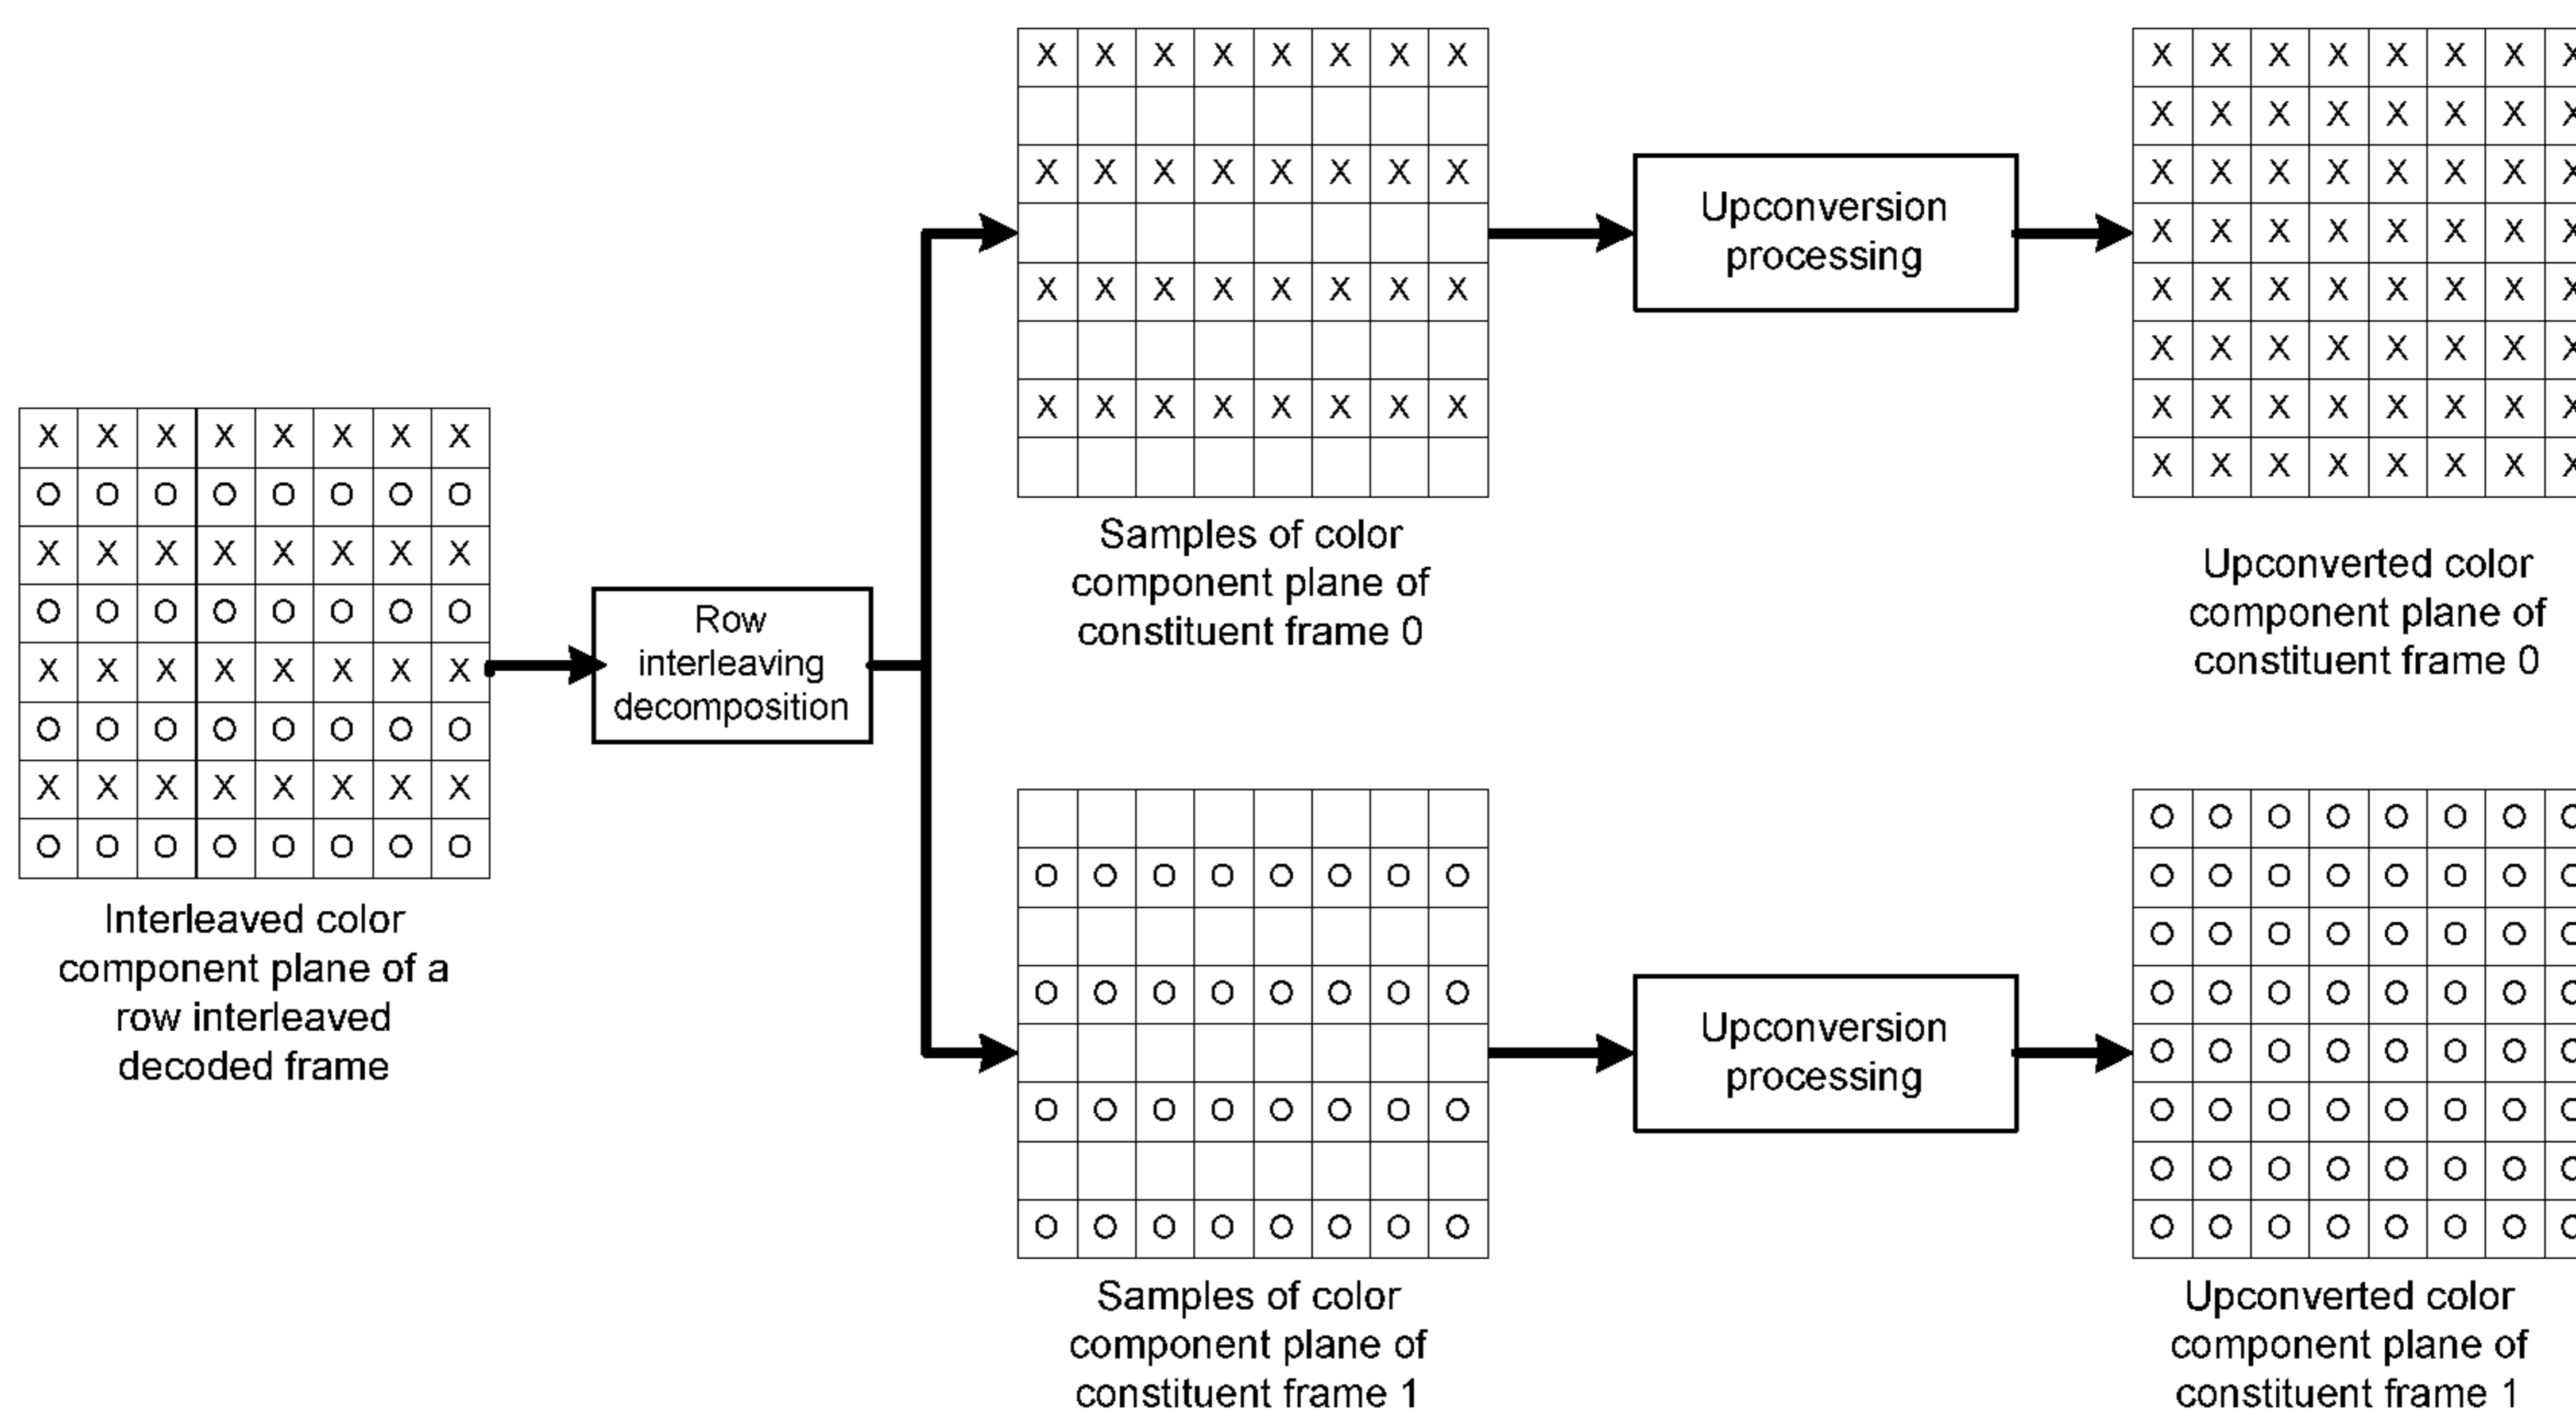 X X X X X X X X
O O O O O O O O
X X X X X X X X
O O O O O O O O
X X X X X X X X
O O O O O O O O
X X X X X X X X
O O O O O O O O
Interleaved color
component plane of a
row interleaved
decoded frame
Row
interleaving
decomposition
X X X X X X X X
X X X X X X X X
X X X X X X X X
X X X X X X X X
Samples of color
component plane of
constituent frame 0
Upconversion
processing
X X X X X X X X
X X X X X X X X
X X X X X X X X
X X X X X X X X
X X X X X X X X
X X X X X X X X
X X X X X X X X
X X X X X X X X
Upconverted color
component plane of
constituent frame 0
O O O O O O O O
O O O O O O O O
O O O O O O O O
O O O O O O O O
Samples of color
component plane of
constituent frame 1
Upconversion
processing
O O O O O O O O
O O O O O O O O
O O O O O O O O
O O O O O O O O
O O O O O O O O
O O O O O O O O
O O O O O O O O
O O O O O O O O
Upconverted color
component plane of
constituent frame 1